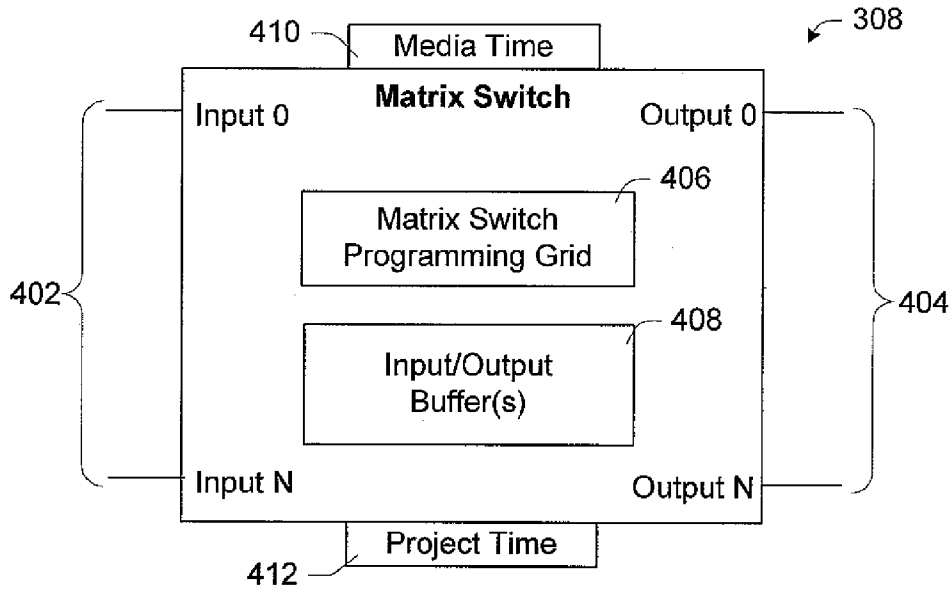 308
410
Media Time
Matrix Switch
Input 0
Output 0
406
Matrix Switch
Programming Grid
402
404
408
Input/Output
Buffer(s)
Input N
Output N
Project Time
412